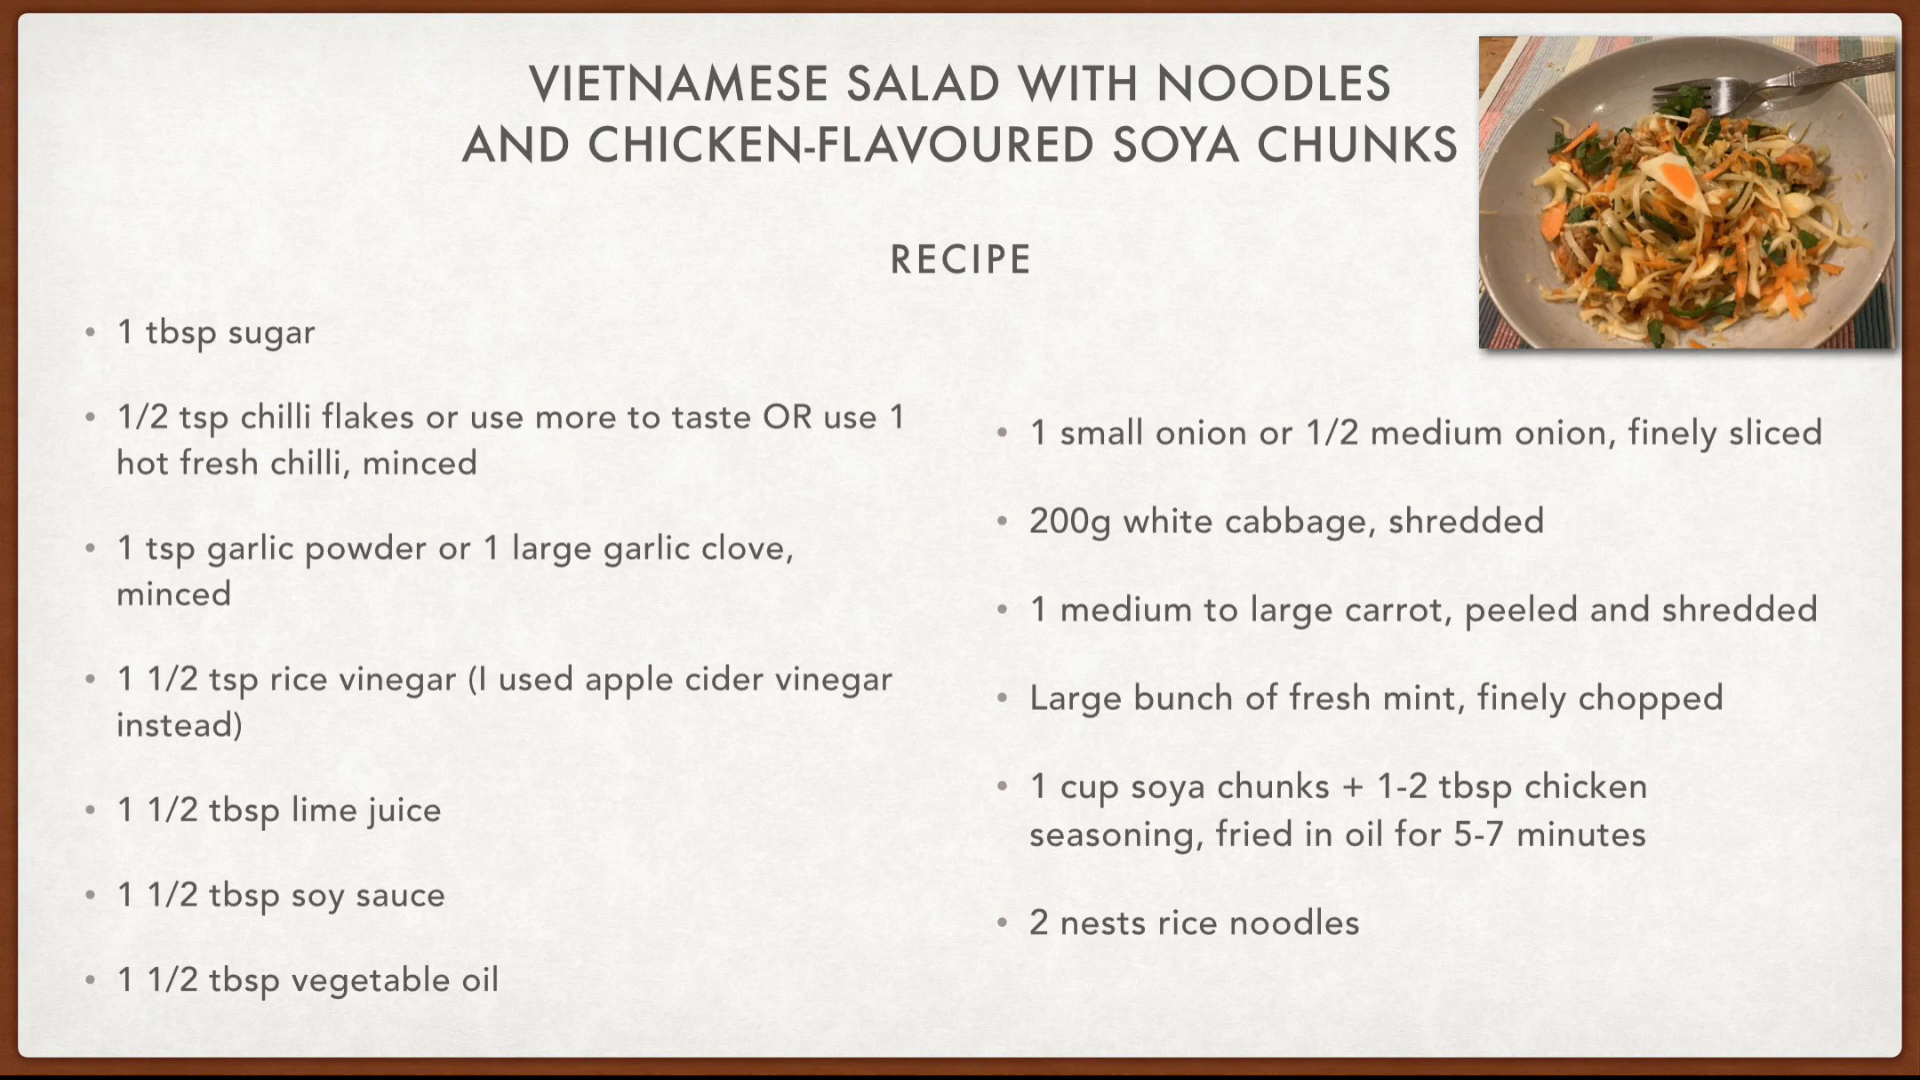 VIETNAMESE SALAD WITH NOODLES
AND CHICKEN-FLAVOURED SOYA CHUNKS
RECIPE
• 1 tbsp sugar
• 1/2 tsp chilli flakes or use more to taste OR use 1
hot fresh chilli, minced
• 1 tsp garlic powder or 1 large garlic clove,
minced
• 1 1/2 tsp rice vinegar (I used apple cider vinegar
instead)
• 1 1/2 tbsp lime juice
• 1 1/2 tbsp soy sauce
• 1 1/2 tbsp vegetable oil
• 1 small onion or 1/2 medium onion, finely sliced
• 200g white cabbage, shredded
• 1 medium to large carrot, peeled and shredded
• Large bunch of fresh mint, finely chopped
• 1 cup soya chunks + 1-2 tbsp chicken
seasoning, fried in oil for 5-7 minutes
• 2 nests rice noodles